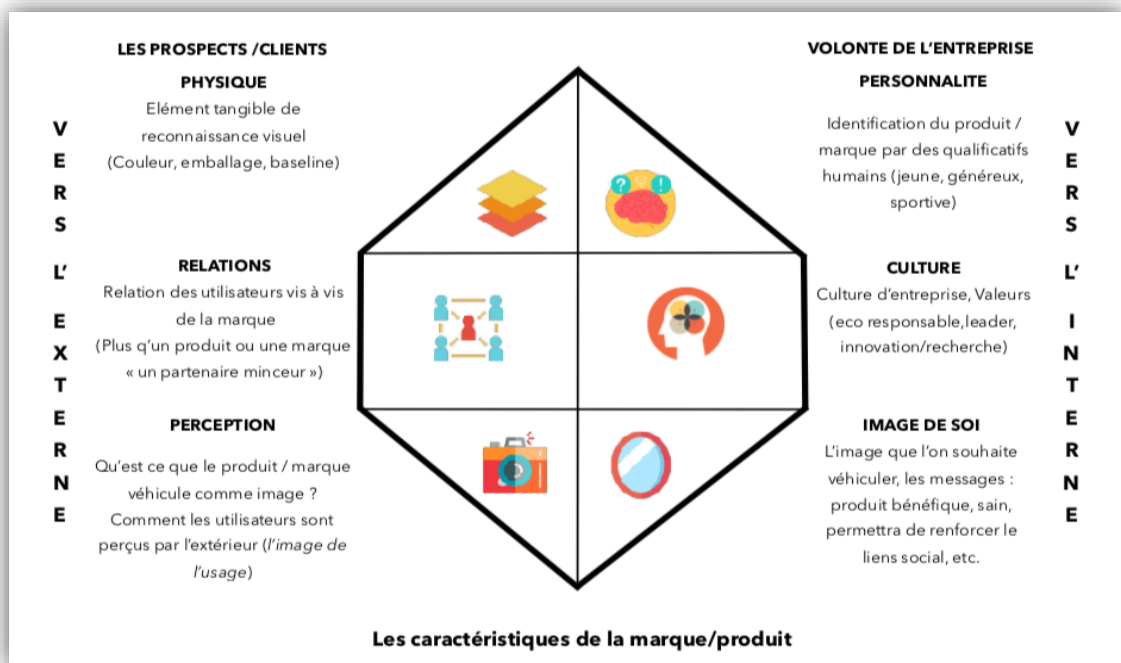 LES PROSPECTS /CLIENTS
PHYSIQUE
Elément tangible de
reconnaissance visuel
(Couleur, emballage, baseline)
RELATIONS
Relation des utilisateurs vis à vis
de la marque
(Plus q’un produit ou une marque
« un partenaire minceur »)
PERCEPTION
Qu’est ce que le produit / marque
véhicule comme image ?
Comment les utilisateurs sont
perçus par l’extérieur (l’image de
l’usage)
VERS L’EXTERNE
? !
VOLONTE DE L’ENTREPRISE
PERSONNALITE
Identification du produit /
marque par des qualificatifs
humains (jeune, généreux,
sportive)
CULTURE
Culture d’entreprise, Valeurs
(eco responsable,leader,
innovation/recherche)
IMAGE DE SOI
L’image que l’on souhaite
véhiculer, les messages :
produit bénéfique, sain,
permettra de renforcer le
liens social, etc.
VERS L’INTERNE
Les caractéristiques de la marque/produit